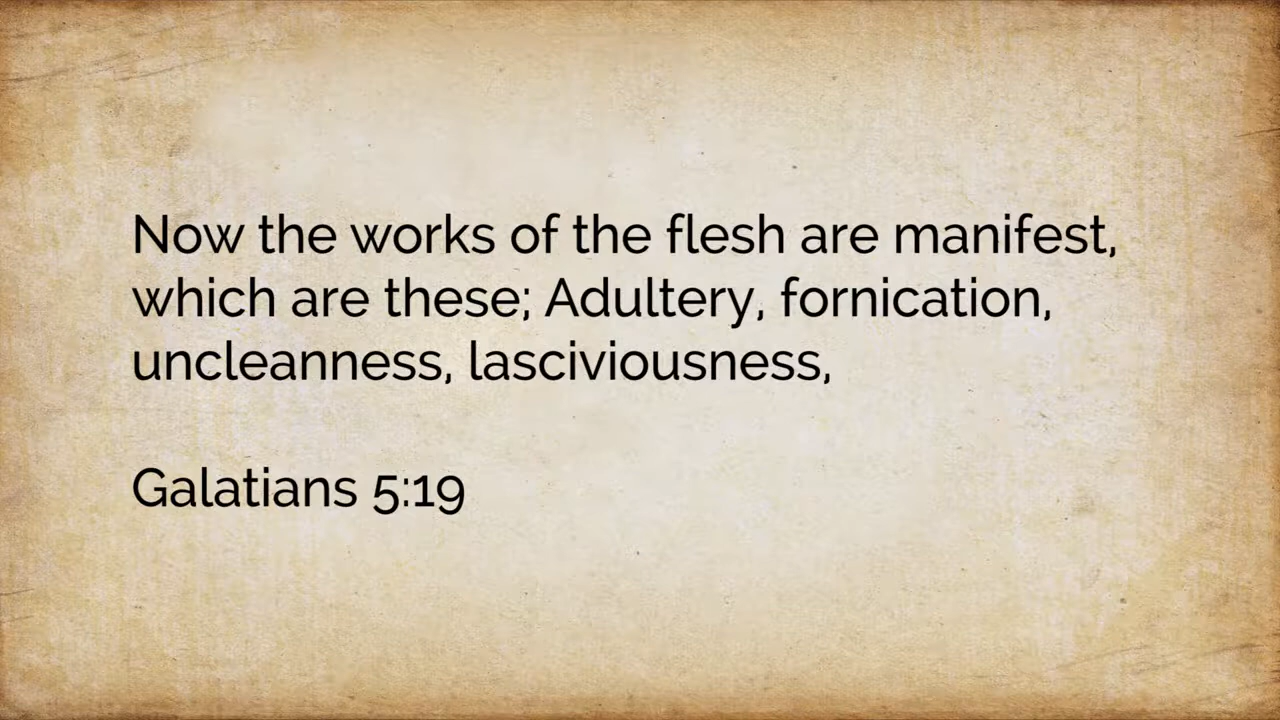 Now the works of the flesh are manifest,
which are these; Adultery, fornication,
uncleanness, lasciviousness,
Galatians 5:19